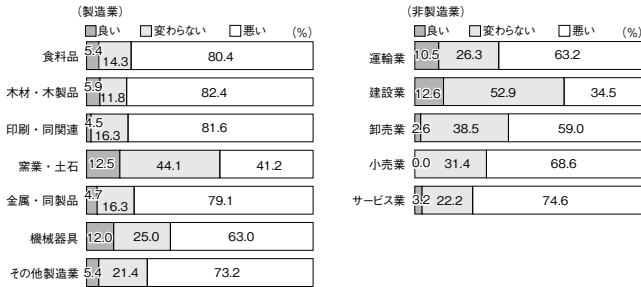 （製造業）
良い 変わらない 悪い （%）
食料品 5.4 14.3 80.4
木材・木製品 5.9 11.8 82.4
印刷・同関連 4.5 16.3 81.6
窯業・土石 12.5 44.1 41.2
金属・同製品 4.7 16.3 79.1
機械器具 12.0 25.0 63.0
その他製造業 5.4 21.4 73.2
（非製造業）
良い 変わらない 悪い （%）
運輸業 10.5 26.3 63.2
建設業 12.6 52.9 34.5
卸売業 2.6 38.5 59.0
小売業 0.0 31.4 68.6
サービス業 3.2 22.2 74.6